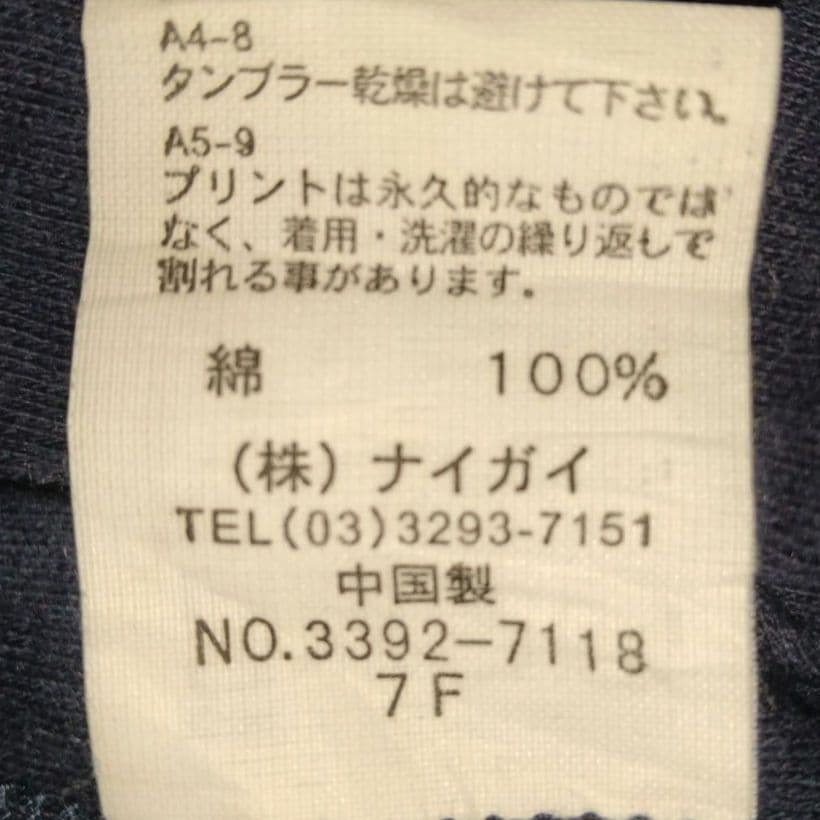 A4-8
タンブラー乾燥は避けて下さい。
A5-9
プリントは永久的なものでは
なく、着用・洗濯の繰り返しで
割れる事があります。
綿 100%
(株)ナイガイ
TEL(03)3293-7151
中国製
NO.3392-7118
7F